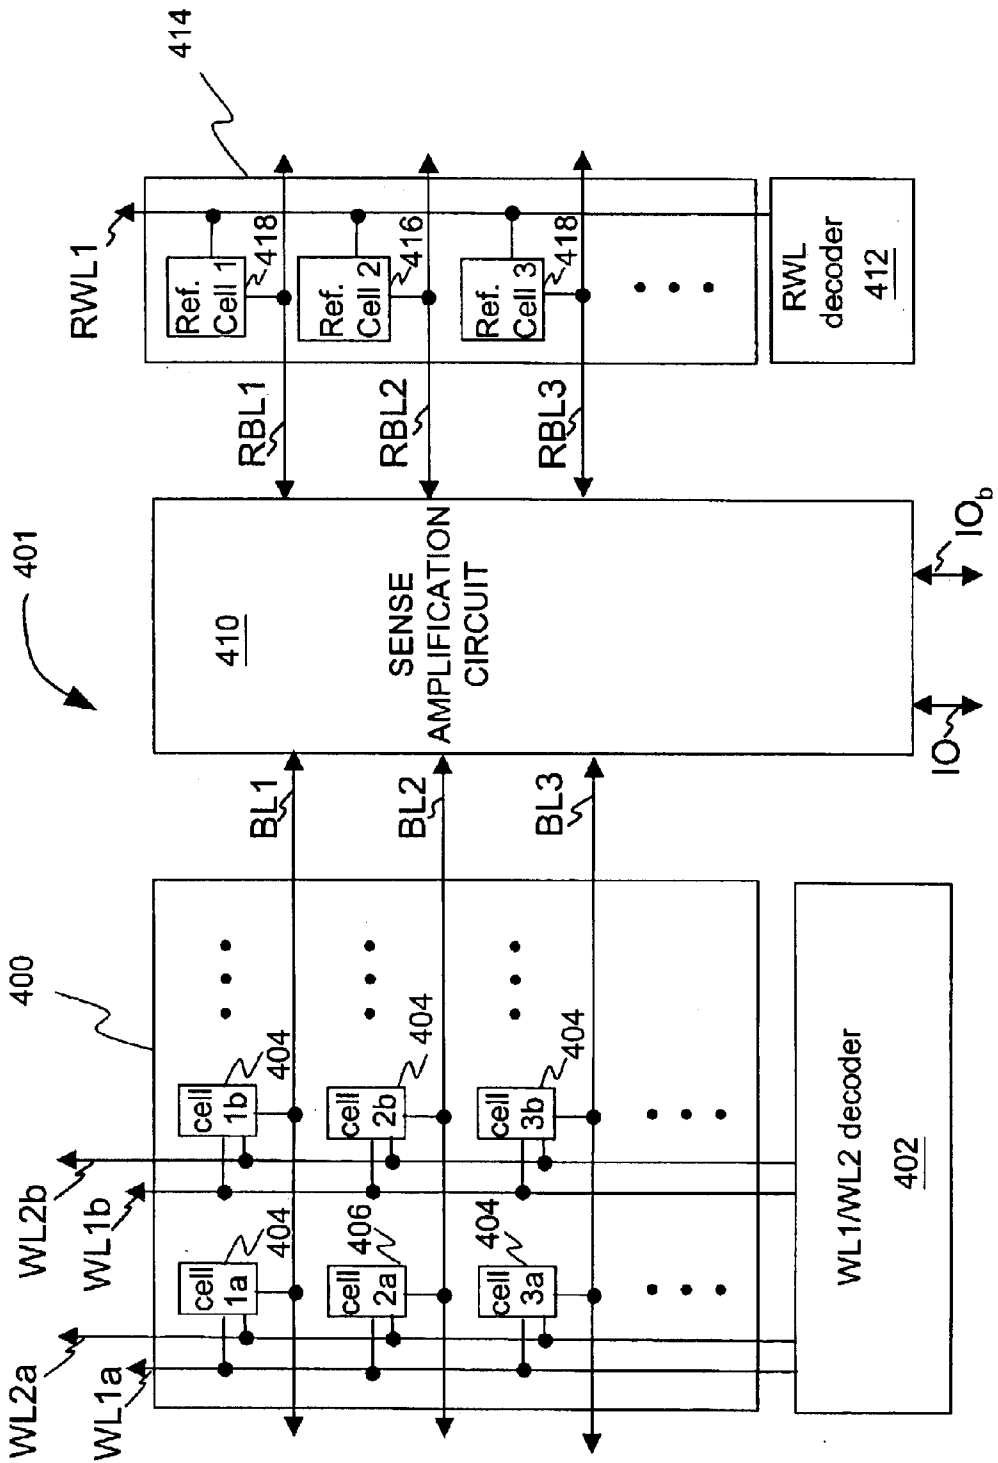 401
400
414
WL2a
WL1a
WL2b
WL1b
RWL1
cell
1a
404
cell
1b
404
BL1
410
RBL1
Ref.
Cell 1
418
cell
2a
406
cell
2b
404
BL2
SENSE
AMPLIFICATION
CIRCUIT
RBL2
Ref.
Cell 2
416
cell
3a
404
cell
3b
404
BL3
RBL3
Ref.
Cell 3
418
WL1/WL2 decoder
402
IO
IOb
RWL
decoder
412